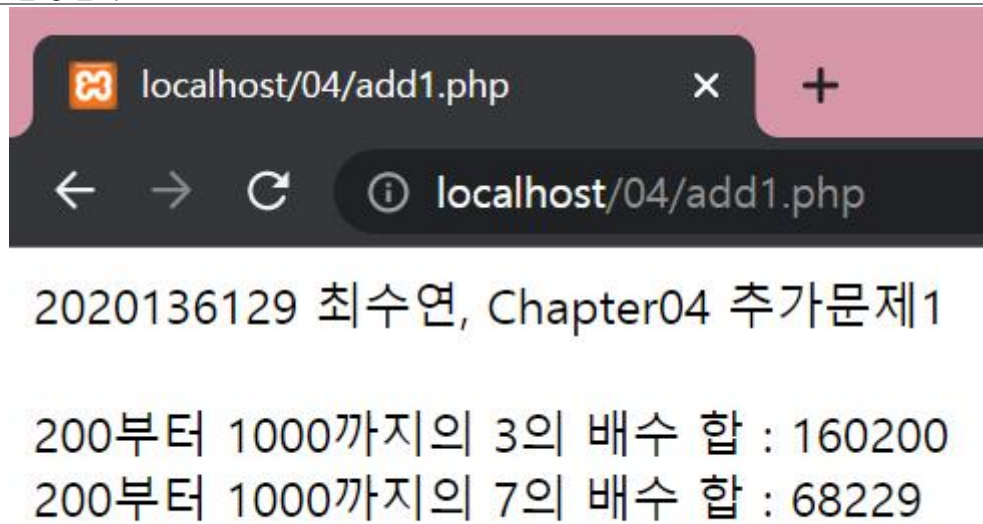 localhost/04/add1.php
localhost/04/add1.php
2020136129 최수연, Chapter04 추가문제1
200부터 1000까지의 3의 배수 합 : 160200
200부터 1000까지의 7의 배수 합 : 68229